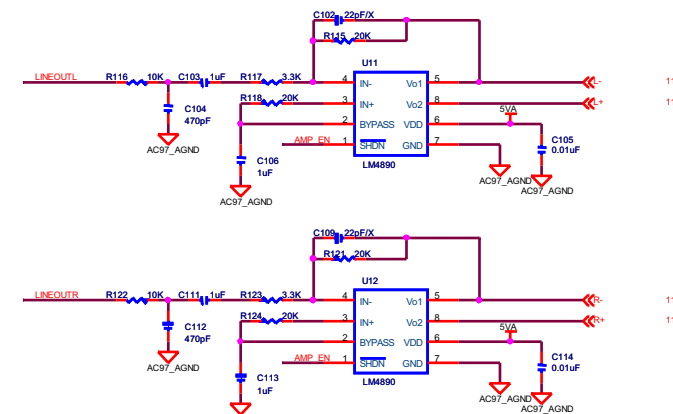 C102 22pF/X
R115 20K
U11
LINEOUTL R116 10K C103 1uF R117 3.3K 4 IN- Vo1 5 L-
R118 20K 3 IN+ Vo2 8 L+
C104
470pF
2 BYPASS VDD 6 5VA
AMP_EN 1 SHDN GND 7
C105
0.01uF
AC97_AGND
C106
1uF
LM4890
AC97_AGND AC97_AGND
AC97_AGND
C109 22pF/X
R121 20K
U12
LINEOUTR R122 10K C111 1uF R123 3.3K 4 IN- Vo1 5 R-
R124 20K 3 IN+ Vo2 8 R+
C112
470pF
2 BYPASS VDD 6 5VA
AMP_EN 1 SHDN GND 7
C114
0.01uF
AC97_AGND
C113
1uF
LM4890
AC97_AGND AC97_AGND